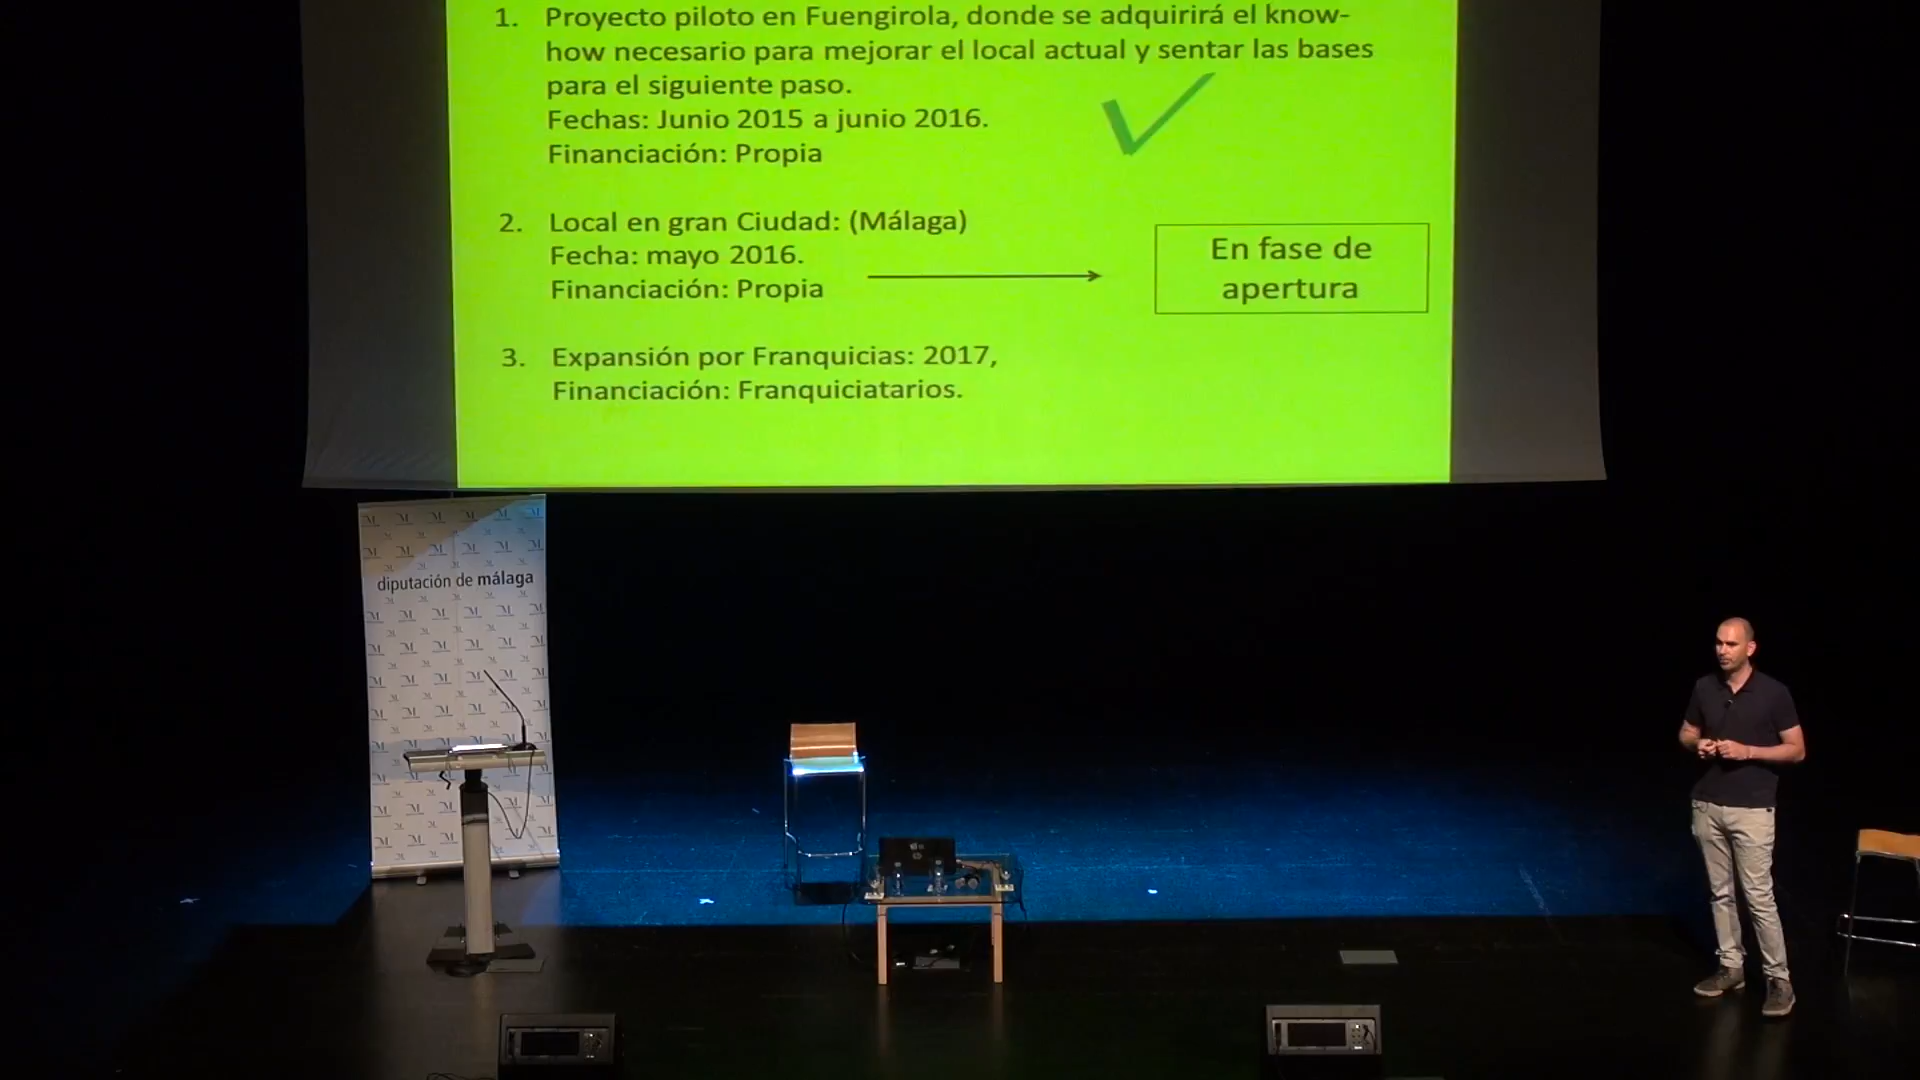 1. Proyecto piloto en Fuengirola, donde se adquirirá el know-
how necesario para mejorar el local actual y sentar las bases
para el siguiente paso.
Fechas: Junio 2015 a junio 2016.
Financiación: Propia
2. Local en gran Ciudad: (Málaga)
Fecha: mayo 2016.
Financiación: Propia
En fase de
apertura
3. Expansión por Franquicias: 2017,
Financiación: Franquiciatarios.
diputación de málaga